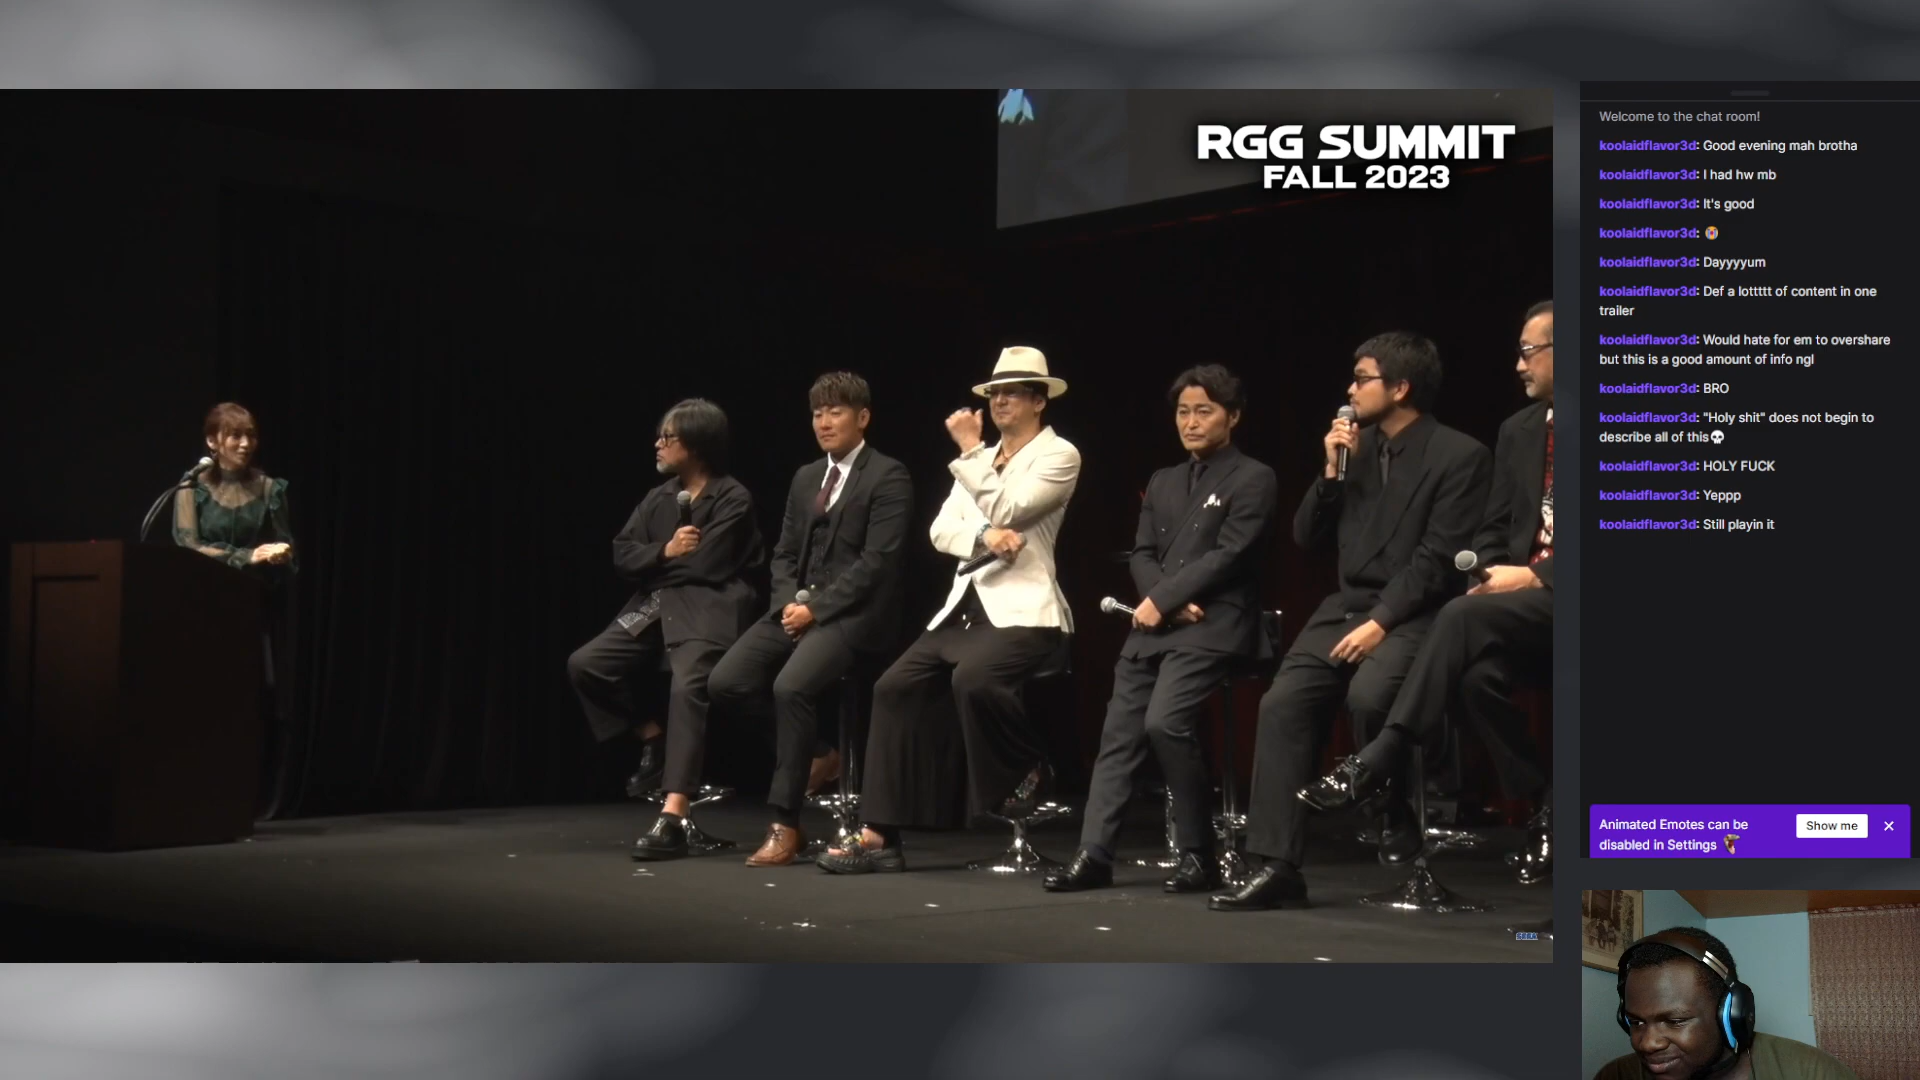 RGG SUMMIT
FALL 2023
SEGA
Welcome to the chat room!
koolaidflavor3d: Good evening mah brotha
koolaidflavor3d: I had hw mb
koolaidflavor3d: It's good
koolaidflavor3d:
koolaidflavor3d: Dayyyyum
koolaidflavor3d: Def a lottttt of content in one
trailer
koolaidflavor3d: Would hate for em to overshare
but this is a good amount of info ngl
koolaidflavor3d: BRO
koolaidflavor3d: "Holy shit" does not begin to
describe all of this💀
koolaidflavor3d: HOLY FUCK
koolaidflavor3d: Yeppp
koolaidflavor3d: Still playin it
Animated Emotes can be
disabled in Settings
Show me